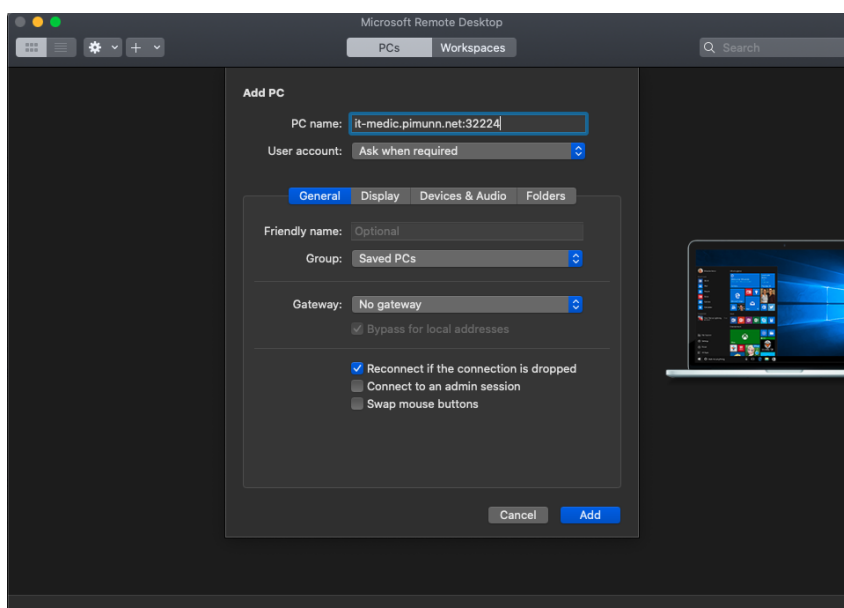 Microsoft Remote Desktop
PCs Workspaces Search
Add PC
PC name: it-medic.pimunn.net:32224
User account: Ask when required
General Display Devices & Audio Folders
Friendly name: Optional
Group: Saved PCs
Gateway: No gateway
Bypass for local addresses
Reconnect if the connection is dropped
Connect to an admin session
Swap mouse buttons
Cancel Add